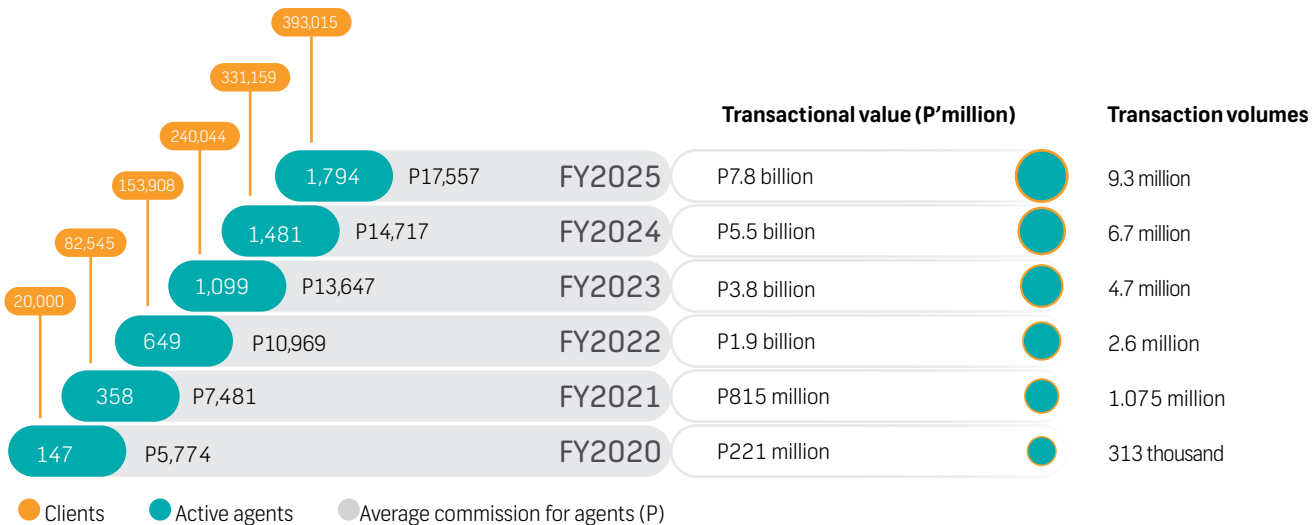 393,015
331,159
Transactional value (P'million) Transaction volumes
240,044
1,794 P17,557 FY2025 P7.8 billion 9.3 million
153,908
1,481 P14,717 FY2024 P5.5 billion 6.7 million
82,545
1,099 P13,647 FY2023 P3.8 billion 4.7 million
20,000
649 P10,969 FY2022 P1.9 billion 2.6 million
358 P7,481 FY2021 P815 million 1.075 million
147 P5,774 FY2020 P221 million 313 thousand
Clients Active agents Average commission for agents (P)